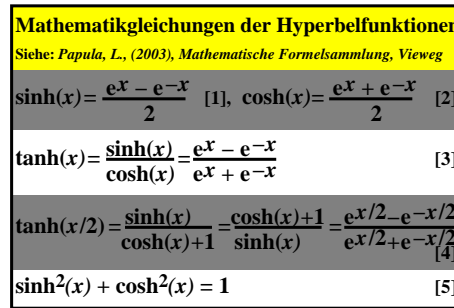 Mathematikgleichungen der Hyperbelfunktionen
Siehe: Papula, L., (2003), Mathematische Formelsammlung, Vieweg
sinh(x) = (e^x − e^−x)/2 [1], cosh(x) = (e^x + e^−x)/2 [2]
tanh(x) = sinh(x)/cosh(x) = (e^x − e^−x)/(e^x + e^−x) [3]
tanh(x/2) = sinh(x)/(cosh(x)+1) = (cosh(x)+1)/sinh(x) = (e^x/2 − e^−x/2)/(e^x/2 + e^−x/2) [4]
sinh²(x) + cosh²(x) = 1 [5]